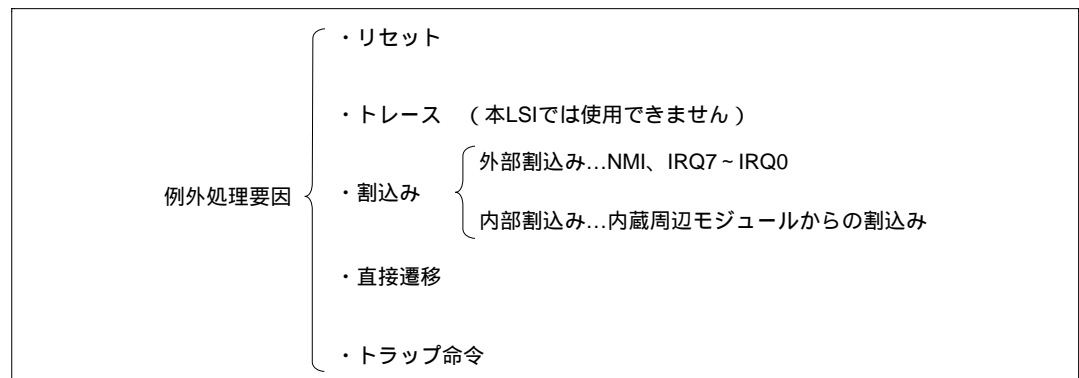 ・リセット
・トレース （本LSIでは使用できません）
外部割込み…NMI、IRQ7～IRQ0
例外処理要因
・割込み
内部割込み…内蔵周辺モジュールからの割込み
・直接遷移
・トラップ命令